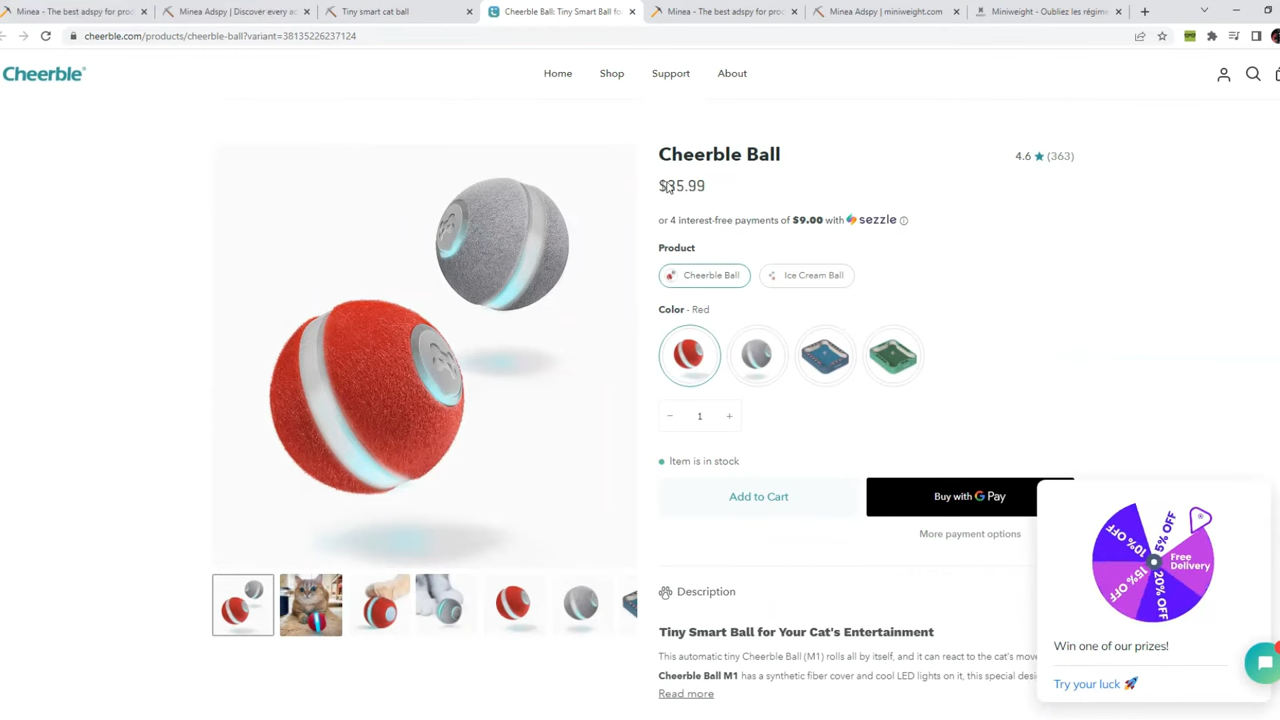 Minea - The best adspy for proc
Minea Adspy | Discover every ac
Tiny smart cat ball
Cheerble Ball: Tiny Smart Ball fo
Minea - The best adspy for proc
Minea Adspy | miniweight.com
Miniweight - Oubliez les régime
cheerble.com/products/cheerble-ball?variant=38135226237124
Cheerble
Home
Shop
Support
About
Cheerble Ball
4.6 ★ (363)
$35.99
or 4 interest-free payments of $9.00 with sezzle
Product
Cheerble Ball
Ice Cream Ball
Color - Red
− 1 +
Item is in stock
Add to Cart
Buy with G Pay
More payment options
Description
Tiny Smart Ball for Your Cat's Entertainment
This automatic tiny Cheerble Ball (M1) rolls all by itself, and it can react to the cat's move
Cheerble Ball M1 has a synthetic fiber cover and cool LED lights on it, this special desi
Read more
10% OFF
5% OFF
Free
Delivery
15% OFF
20% OFF
Win one of our prizes!
Try your luck 🚀